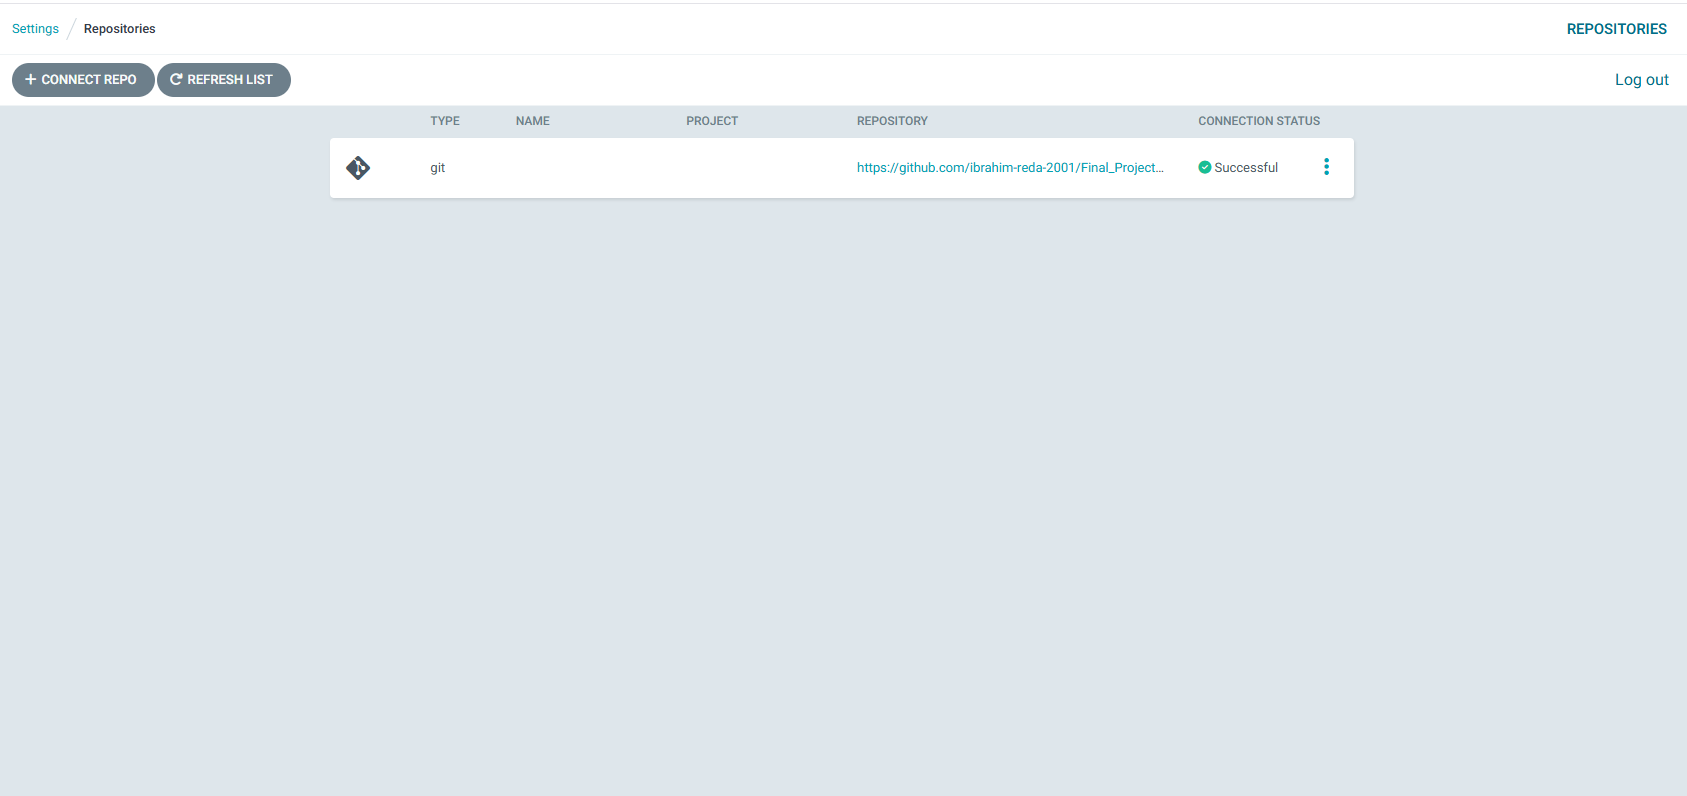 Settings / Repositories
REPOSITORIES
+ CONNECT REPO
REFRESH LIST
Log out
TYPE NAME PROJECT REPOSITORY CONNECTION STATUS
git https://github.com/ibrahim-reda-2001/Final_Project... Successful